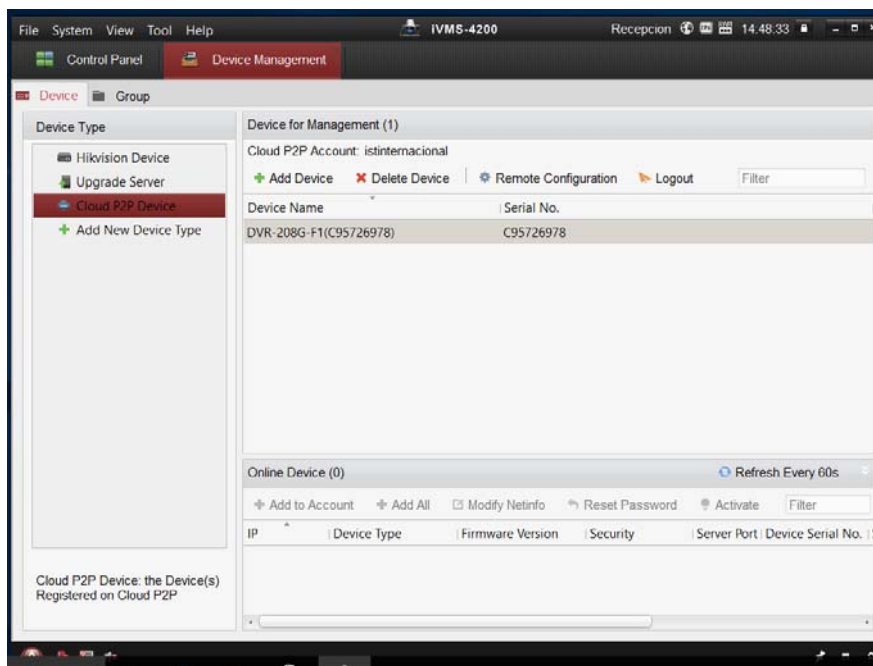 File System View Tool Help iVMS-4200 Recepcion 14.48.33
Control Panel Device Management
Device Group
Device Type
Hikvision Device
Upgrade Server
Cloud P2P Device
Add New Device Type
Cloud P2P Device: the Device(s)
Registered on Cloud P2P
Device for Management (1)
Cloud P2P Account: istinternacional
Add Device Delete Device Remote Configuration Logout Filter
Device Name Serial No.
DVR-208G-F1(C95726978) C95726978
Online Device (0) Refresh Every 60s
Add to Account Add All Modify Netinfo Reset Password Activate Filter
IP Device Type Firmware Version Security Server Port Device Serial No.